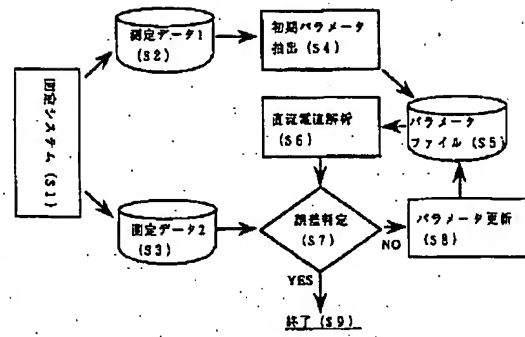 測定データ1
(S2)
初期パラメータ
抽出 (S4)
測定システム (S1)
直流電流解析
(S6)
パラメータ
ファイル (S5)
測定データ2
(S3)
誤差判定
(S7)
NO
パラメータ更新
(S8)
YES
終了 (S9)